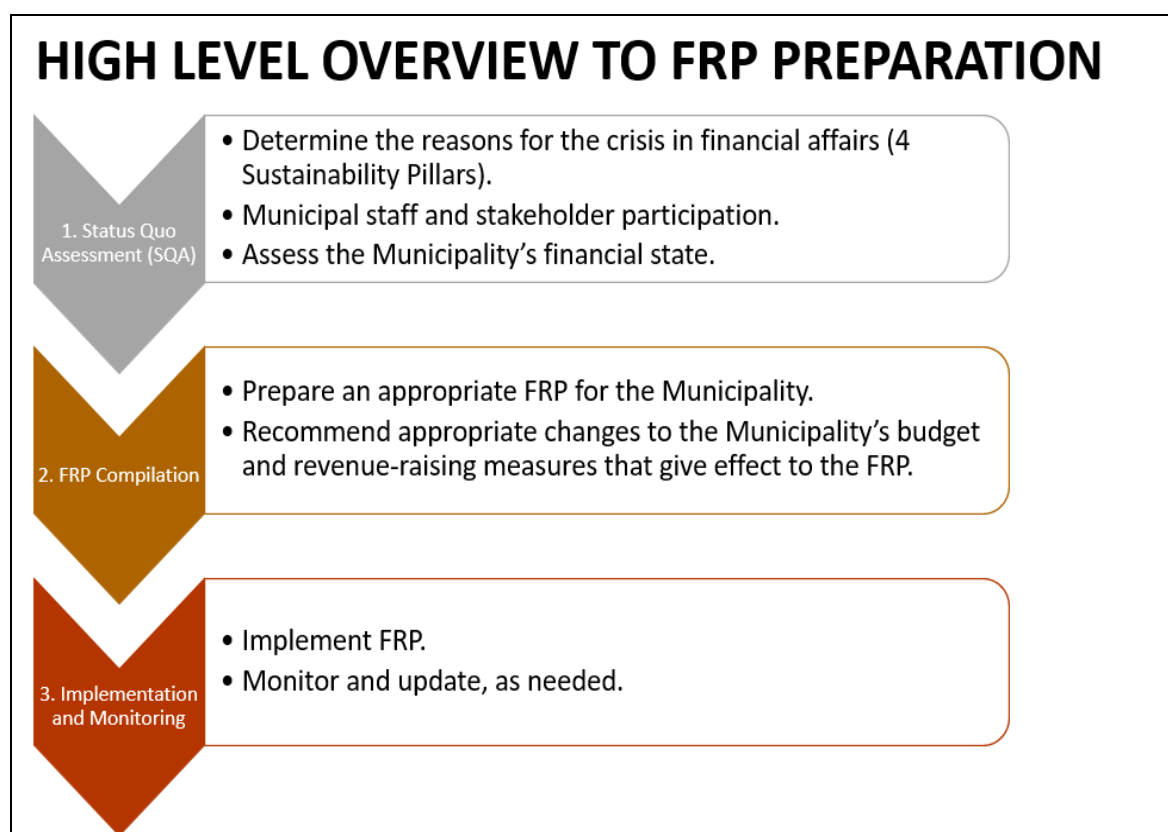 HIGH LEVEL OVERVIEW TO FRP PREPARATION
1. Status Quo
Assessment (SQA)
• Determine the reasons for the crisis in financial affairs (4
Sustainability Pillars).
• Municipal staff and stakeholder participation.
• Assess the Municipality’s financial state.
2. FRP Compilation
• Prepare an appropriate FRP for the Municipality.
• Recommend appropriate changes to the Municipality’s budget
and revenue-raising measures that give effect to the FRP.
3. Implementation
and Monitoring
• Implement FRP.
• Monitor and update, as needed.